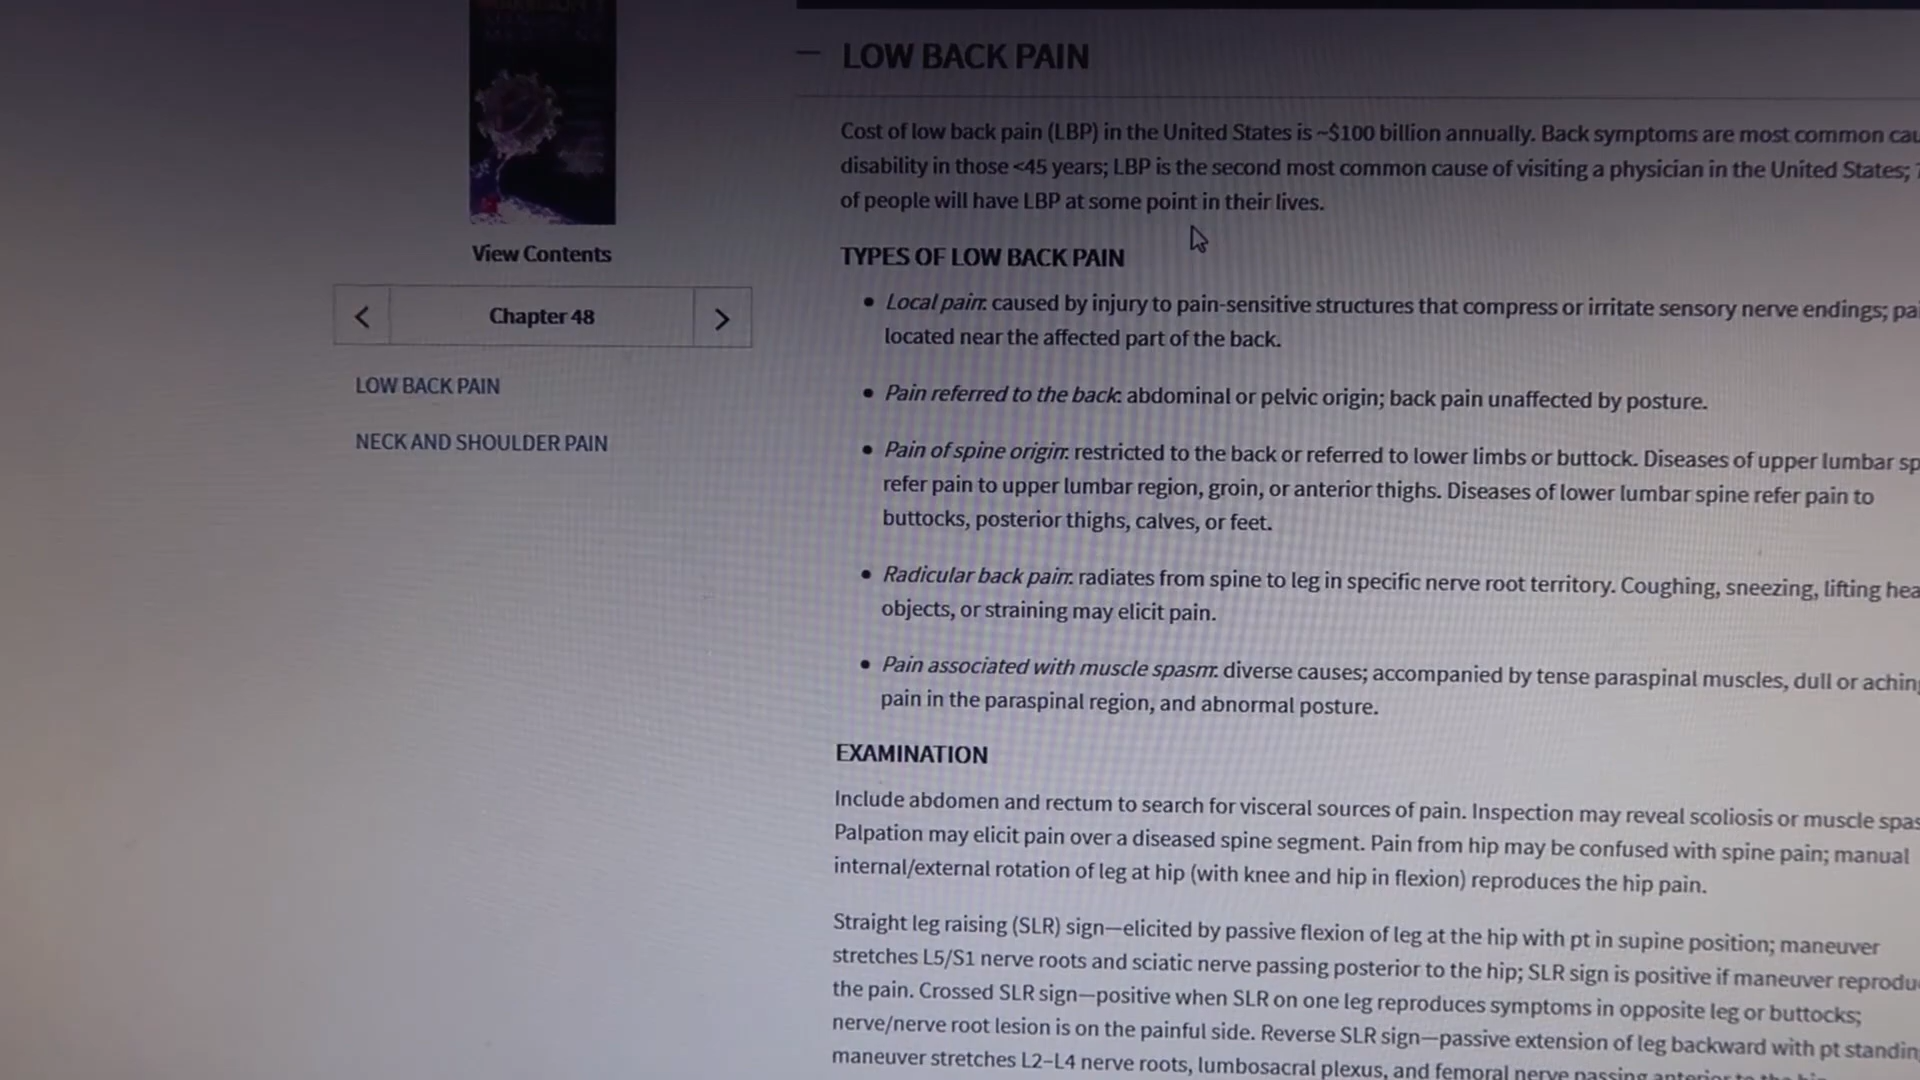 LOW BACK PAIN
Cost of low back pain (LBP) in the United States is ~$100 billion annually. Back symptoms are most common cau
disability in those <45 years; LBP is the second most common cause of visiting a physician in the United States;
of people will have LBP at some point in their lives.
View Contents
TYPES OF LOW BACK PAIN
Chapter 48
LOW BACK PAIN
NECK AND SHOULDER PAIN
• Local pain: caused by injury to pain-sensitive structures that compress or irritate sensory nerve endings; pai
located near the affected part of the back.
• Pain referred to the back: abdominal or pelvic origin; back pain unaffected by posture.
• Pain of spine origin: restricted to the back or referred to lower limbs or buttock. Diseases of upper lumbar sp
refer pain to upper lumbar region, groin, or anterior thighs. Diseases of lower lumbar spine refer pain to
buttocks, posterior thighs, calves, or feet.
• Radicular back pain: radiates from spine to leg in specific nerve root territory. Coughing, sneezing, lifting hea
objects, or straining may elicit pain.
• Pain associated with muscle spasm: diverse causes; accompanied by tense paraspinal muscles, dull or aching
pain in the paraspinal region, and abnormal posture.
EXAMINATION
Include abdomen and rectum to search for visceral sources of pain. Inspection may reveal scoliosis or muscle spas
Palpation may elicit pain over a diseased spine segment. Pain from hip may be confused with spine pain; manual
internal/external rotation of leg at hip (with knee and hip in flexion) reproduces the hip pain.
Straight leg raising (SLR) sign—elicited by passive flexion of leg at the hip with pt in supine position; maneuver
stretches L5/S1 nerve roots and sciatic nerve passing posterior to the hip; SLR sign is positive if maneuver reprodu
the pain. Crossed SLR sign—positive when SLR on one leg reproduces symptoms in opposite leg or buttocks;
nerve/nerve root lesion is on the painful side. Reverse SLR sign—passive extension of leg backward with pt standin
maneuver stretches L2–L4 nerve roots, lumbosacral plexus, and femoral nerve passing anterior to the hip